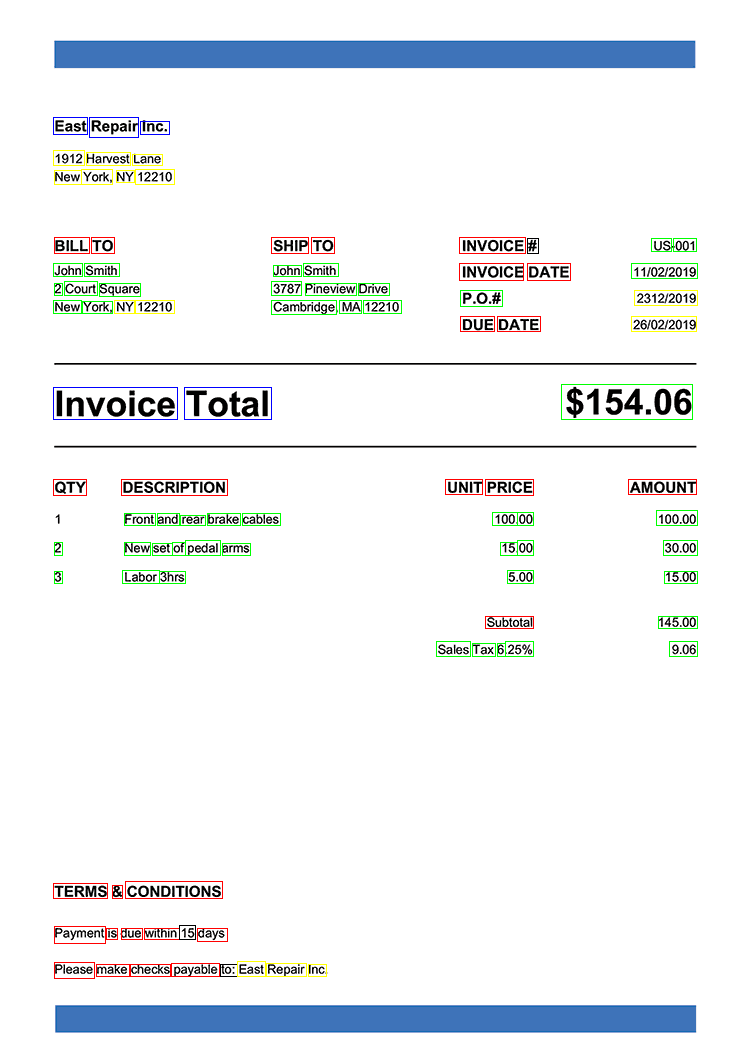 East Repair Inc.
1912 Harvest Lane
New York, NY 12210
BILL TO
John Smith
2 Court Square
New York, NY 12210
SHIP TO
John Smith
3787 Pineview Drive
Cambridge, MA 12210
INVOICE # US-001
INVOICE DATE 11/02/2019
P.O.# 2312/2019
DUE DATE 26/02/2019
Invoice Total $154.06
QTY DESCRIPTION UNIT PRICE AMOUNT
1 Front and rear brake cables 100.00 100.00
2 New set of pedal arms 15.00 30.00
3 Labor 3hrs 5.00 15.00
Subtotal 145.00
Sales Tax 6.25% 9.06
TERMS & CONDITIONS
Payment is due within 15 days
Please make checks payable to: East Repair Inc.